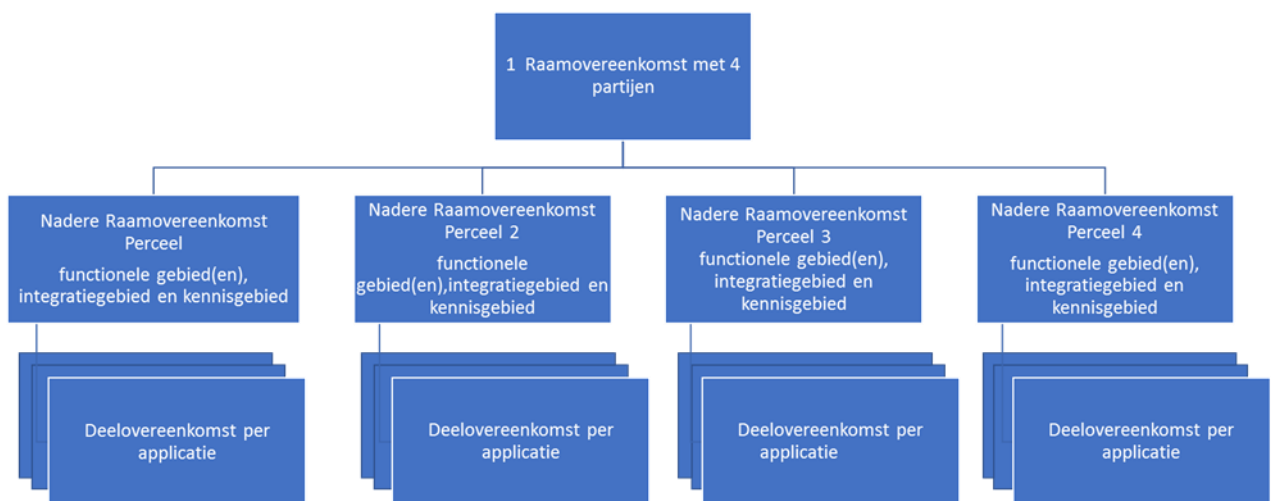 1 Raamovereenkomst met 4
partijen
Nadere Raamovereenkomst
Perceel
functionele gebied(en),
integratiegebied en kennisgebied
Nadere Raamovereenkomst
Perceel 2
functionele
gebied(en),integratiegebied en
kennisgebied
Nadere Raamovereenkomst
Perceel 3
functionele gebied(en),
integratiegebied en
kennisgebied
Nadere Raamovereenkomst
Perceel 4
functionele gebied(en),
integratiegebied en
kennisgebied
Deelovereenkomst per
applicatie
Deelovereenkomst per
applicatie
Deelovereenkomst per
applicatie
Deelovereenkomst per
applicatie